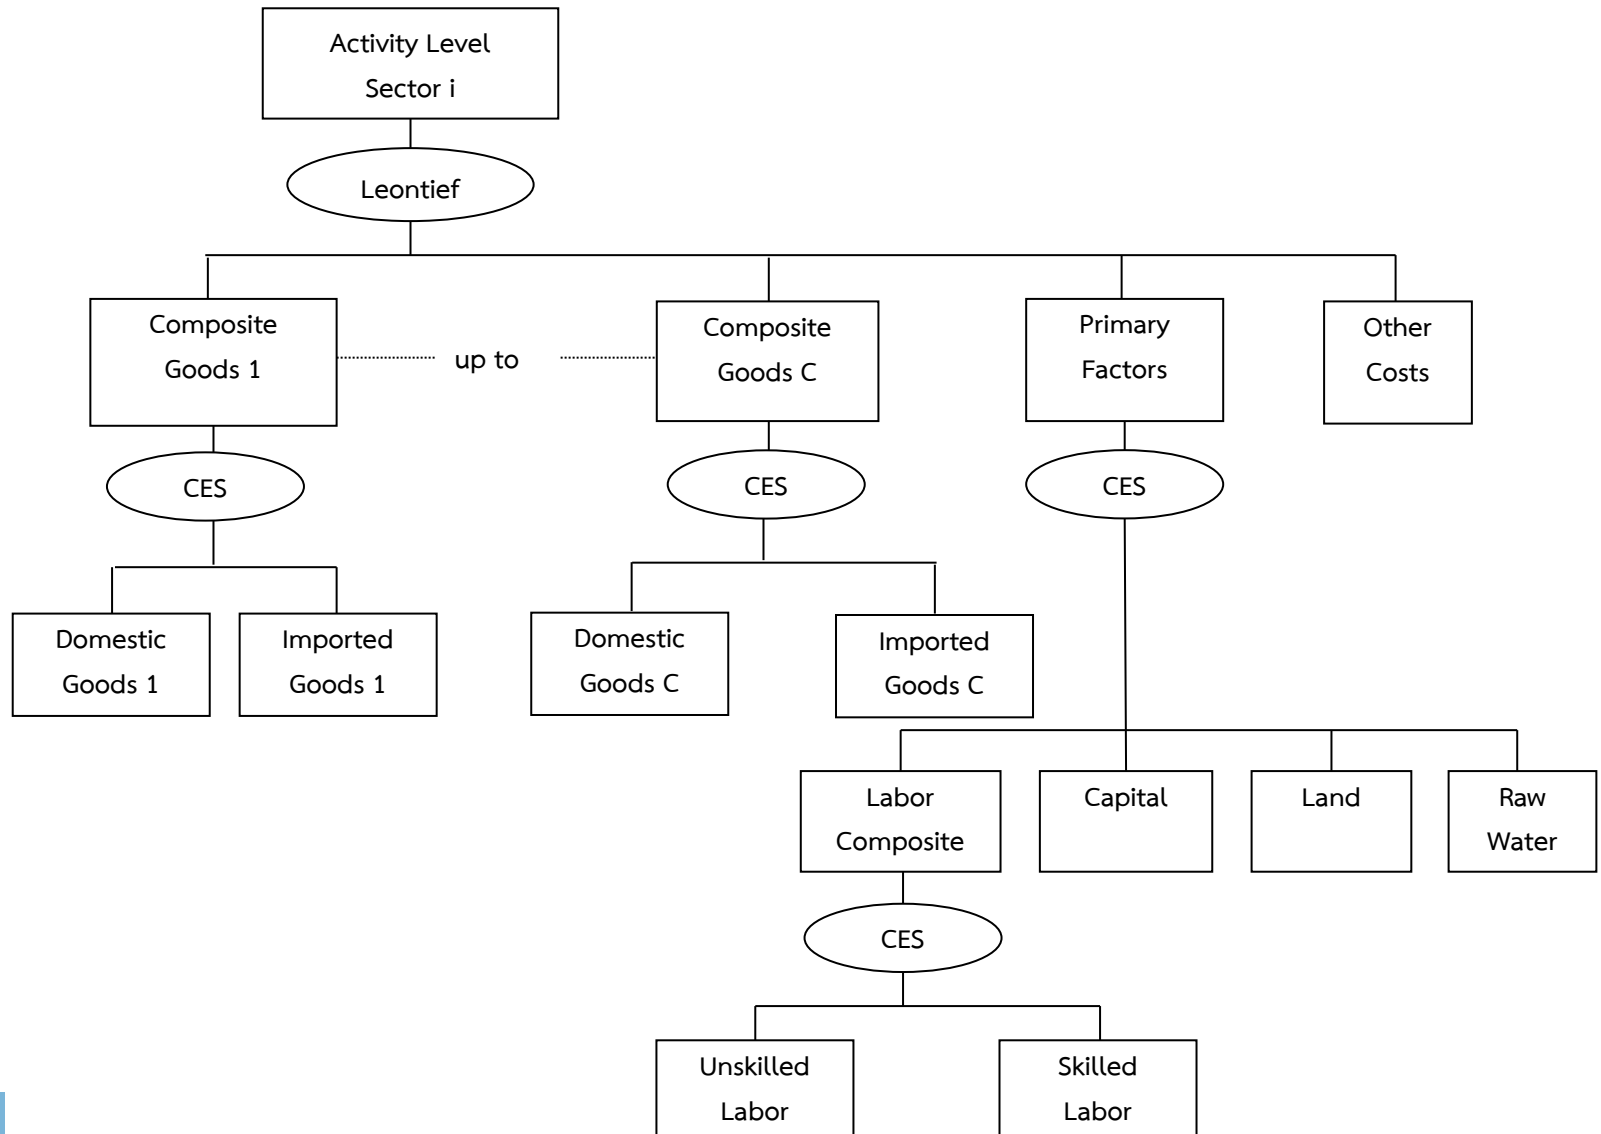 Activity Level
Sector i
Leontief
Composite
Goods 1
up to
Composite
Goods C
Primary
Factors
Other
Costs
CES
CES
CES
Domestic
Goods 1
Imported
Goods 1
Domestic
Goods C
Imported
Goods C
Labor
Composite
Capital
Land
Raw
Water
CES
Unskilled
Labor
Skilled
Labor